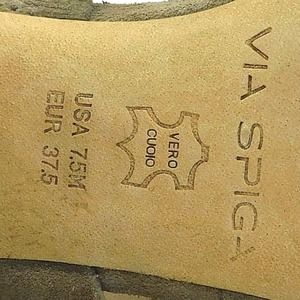 VIA SPIGA
VERO
CUOIO
USA 7.5M
EUR 37.5